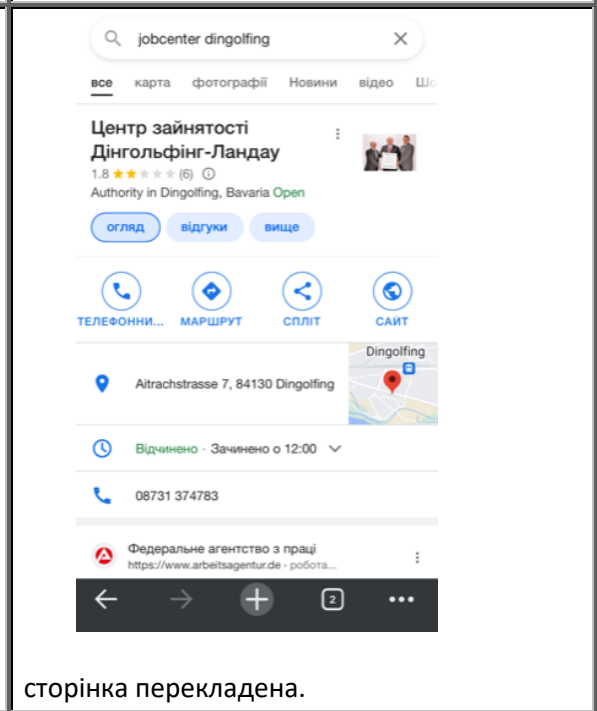 jobcenter dingolfing
все карта фотографії Новини відео Шо
Центр зайнятості
Дінгольфінг-Ландау
1.8 (6)
Authority in Dingolfing, Bavaria Open
огляд відгуки вище
ТЕЛЕФОННИ... МАРШРУТ СПЛІТ САЙТ
Dingolfing
Aitrachstrasse 7, 84130 Dingolfing
Відчинено · Зачинено о 12:00
08731 374783
Федеральне агентство з праці
https://www.arbeitsagentur.de › робота...
2
сторінка перекладена.